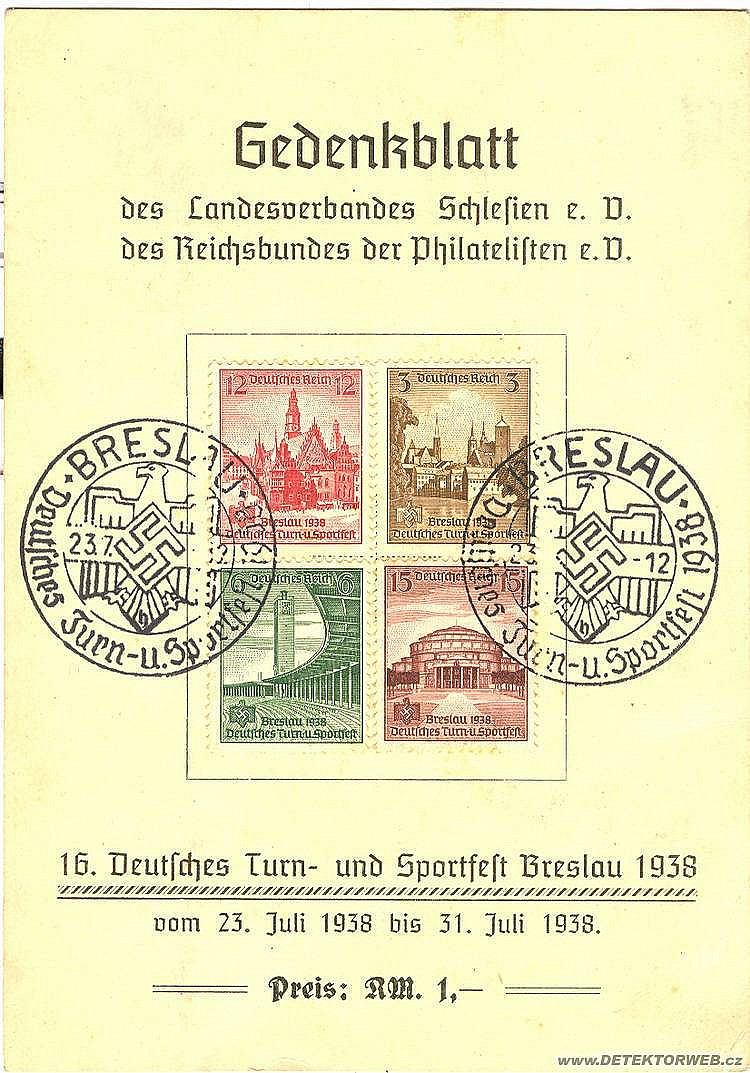 Gedenkblatt
des Landesverbandes Schlesien e. V.
des Reichsbundes der Philatelisten e.V.
12 Deutsches Reich 12
Breslau 1938
Deutsches Turn-u.Sportfest
3 Deutsches Reich 3
Breslau 1938
Deutsches Turn-u.Sportfest
BRESLAU
23.7.
Deutsches Turn-u.Sportfest
BRESLAU
23. -12
Deutsches Turn-u.Sportfest 1938
Deutsches Reich 6
Breslau 1938
Deutsches Turn-u.Sportfest
15 Deutsches Reich 15
Breslau 1938
Deutsches Turn-u.Sportfest
16. Deutsches Turn- und Sportfest Breslau 1938
vom 23. Juli 1938 bis 31. Juli 1938.
Preis: RM. 1,—
www.DETEKTORWEB.cz